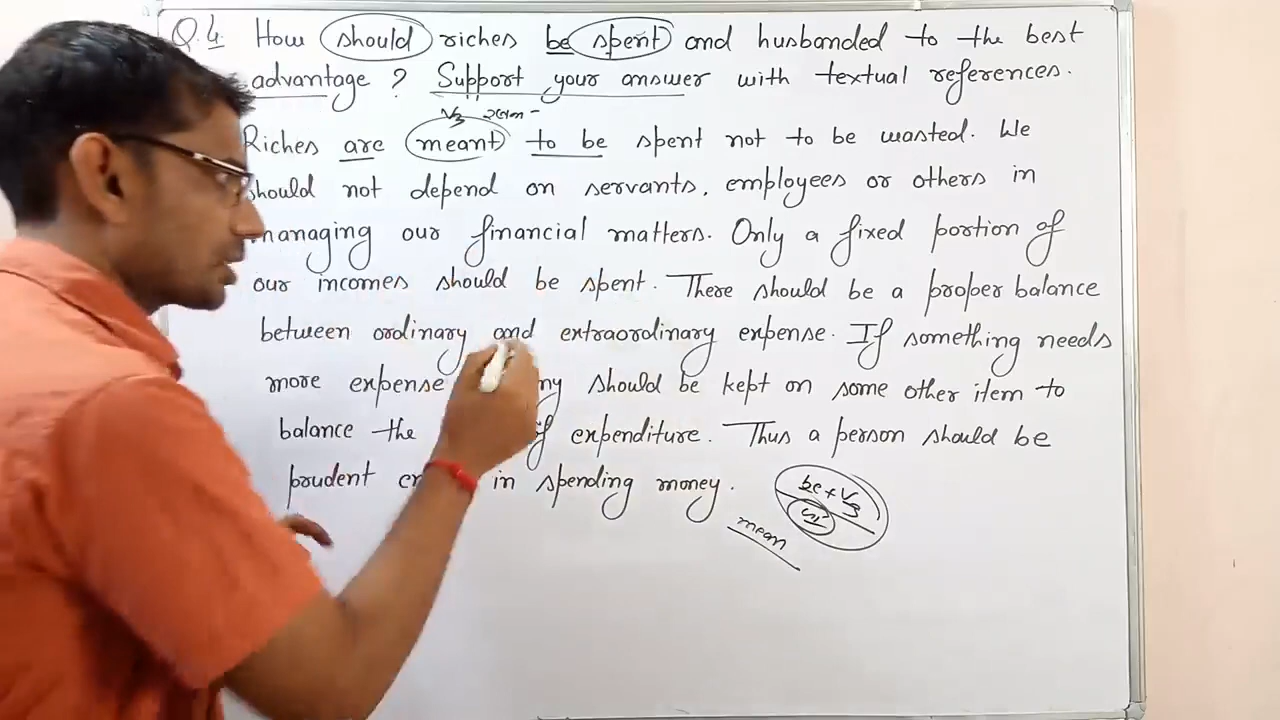 Q.4. How should riches be spent and husbanded to the best
advantage? Support your answer with textual references.
V3
Riches are meant to be spent not to be wasted. We
should not depend on servants, employees or others in
managing our financial matters. Only a fixed portion of
our incomes should be spent. There should be a proper balance
between ordinary and extraordinary expense. If something needs
more expense should be kept on some other item to
balance the of expenditure. Thus a person should be
prudent in spending money.
be + V3
mean